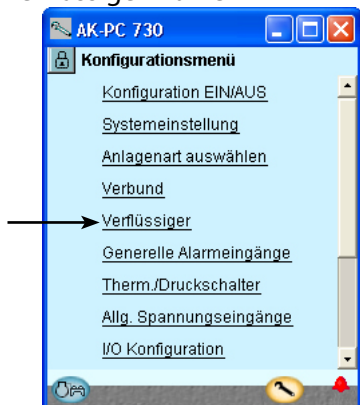 AK-PC 730
Konfigurationsmenü
Konfiguration EIN/AUS
Systemeinstellung
Anlagenart auswählen
Verbund
Verflüssiger
Generelle Alarmeingänge
Therm./Druckschalter
Allg. Spannungseingänge
I/O Konfiguration